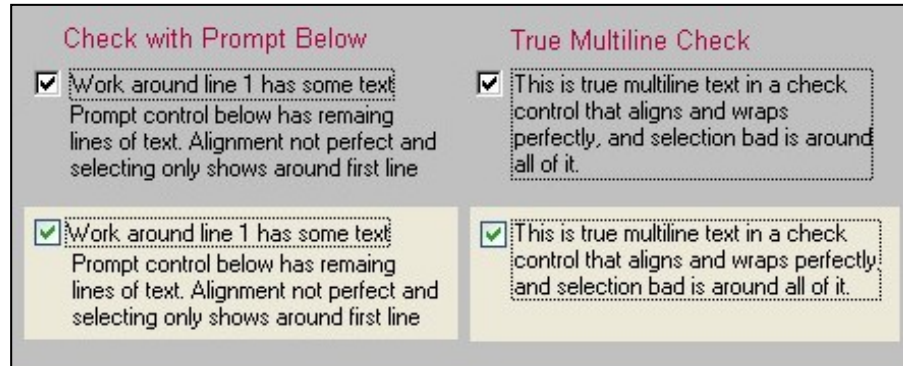 Check with Prompt Below
Work around line 1 has some text
Prompt control below has remaing
lines of text. Alignment not perfect and
selecting only shows around first line
True Multiline Check
This is true multiline text in a check
control that aligns and wraps
perfectly, and selection bad is around
all of it.
Work around line 1 has some text
Prompt control below has remaing
lines of text. Alignment not perfect and
selecting only shows around first line
This is true multiline text in a check
control that aligns and wraps perfectly,
and selection bad is around all of it.